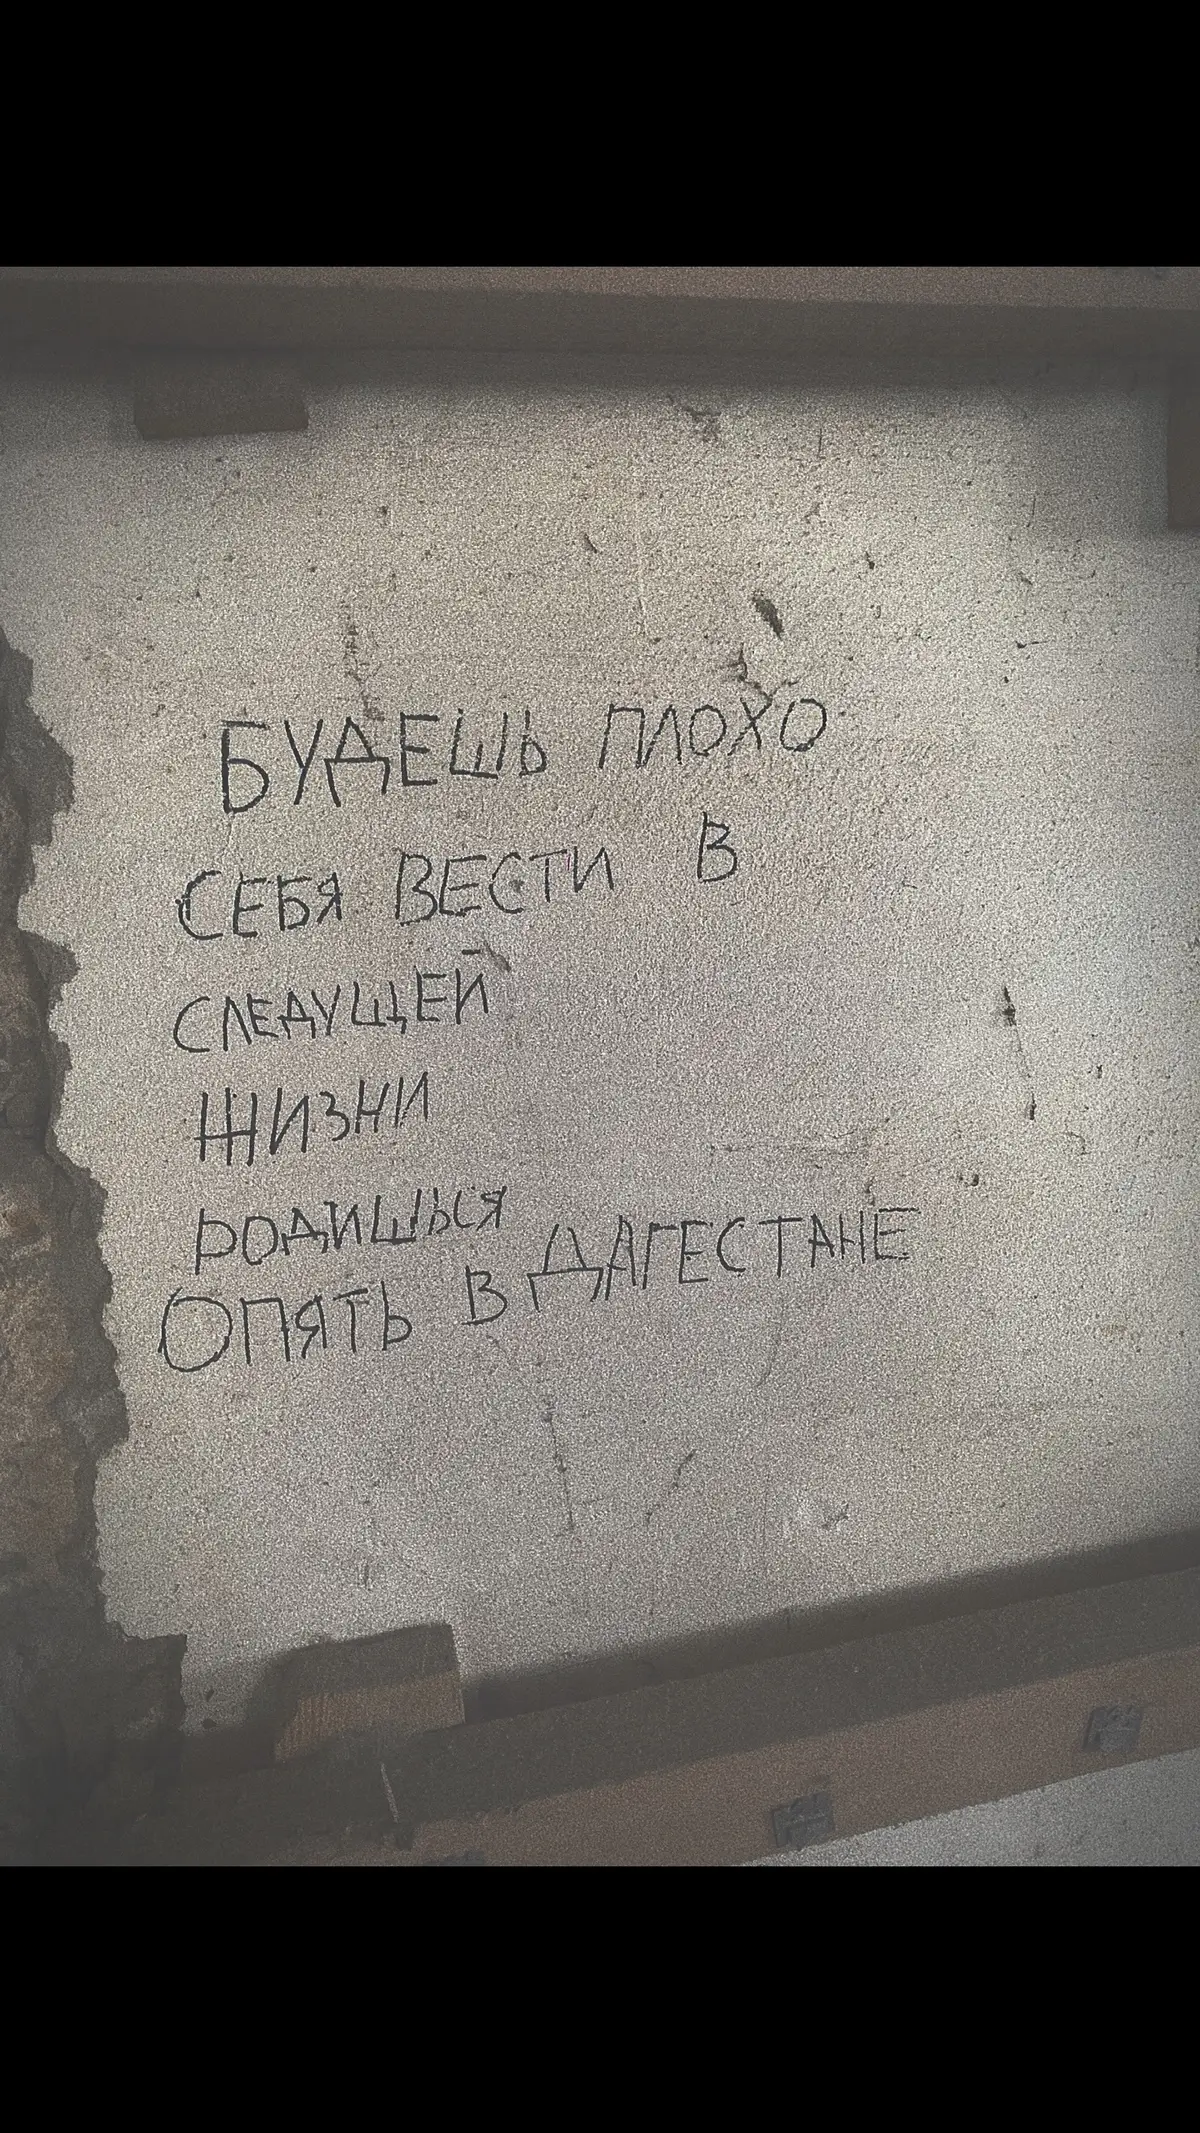 БУДЕШЬ ПЛОХО
СЕБЯ ВЕСТИ В
СЛЕДУЩЕЙ
ЖИЗНИ
РОДИШЬСЯ
ОПЯТЬ В ДАГЕСТАНЕ